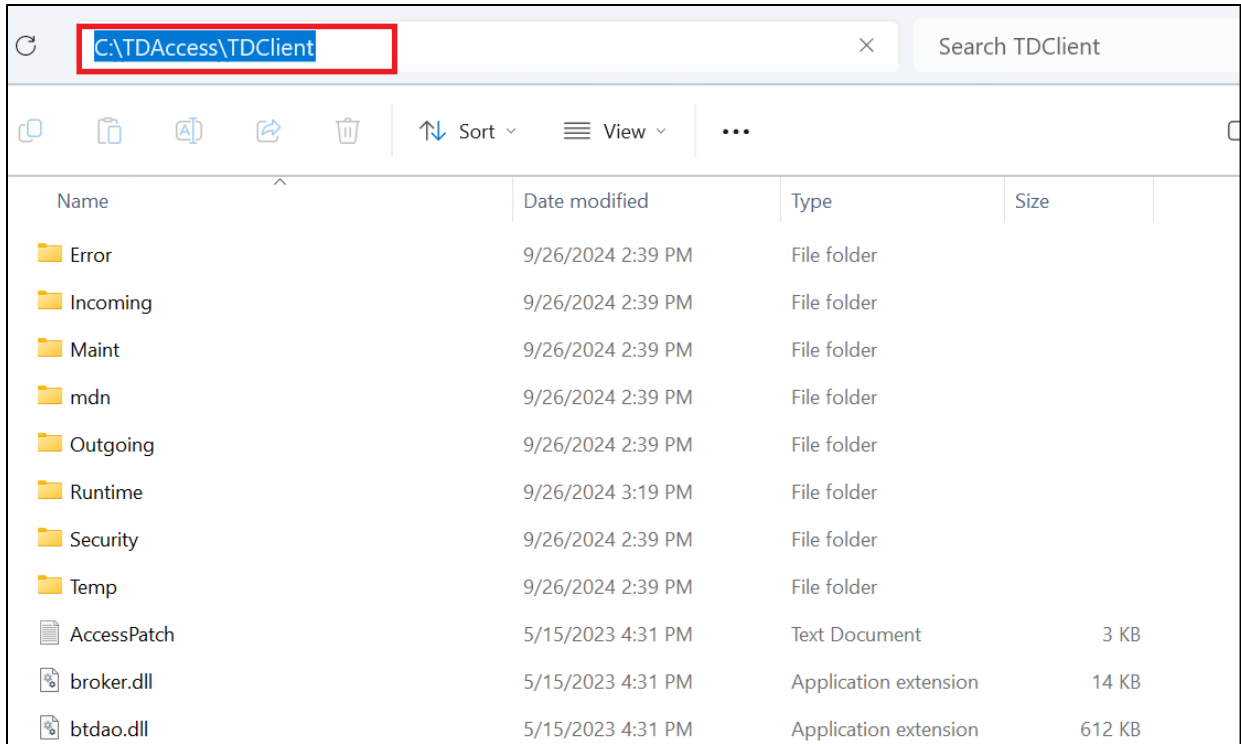 C:\TDAccess\TDClient Search TDClient
Sort View
Name Date modified Type Size
Error 9/26/2024 2:39 PM File folder
Incoming 9/26/2024 2:39 PM File folder
Maint 9/26/2024 2:39 PM File folder
mdn 9/26/2024 2:39 PM File folder
Outgoing 9/26/2024 2:39 PM File folder
Runtime 9/26/2024 3:19 PM File folder
Security 9/26/2024 2:39 PM File folder
Temp 9/26/2024 2:39 PM File folder
AccessPatch 5/15/2023 4:31 PM Text Document 3 KB
broker.dll 5/15/2023 4:31 PM Application extension 14 KB
btdao.dll 5/15/2023 4:31 PM Application extension 612 KB